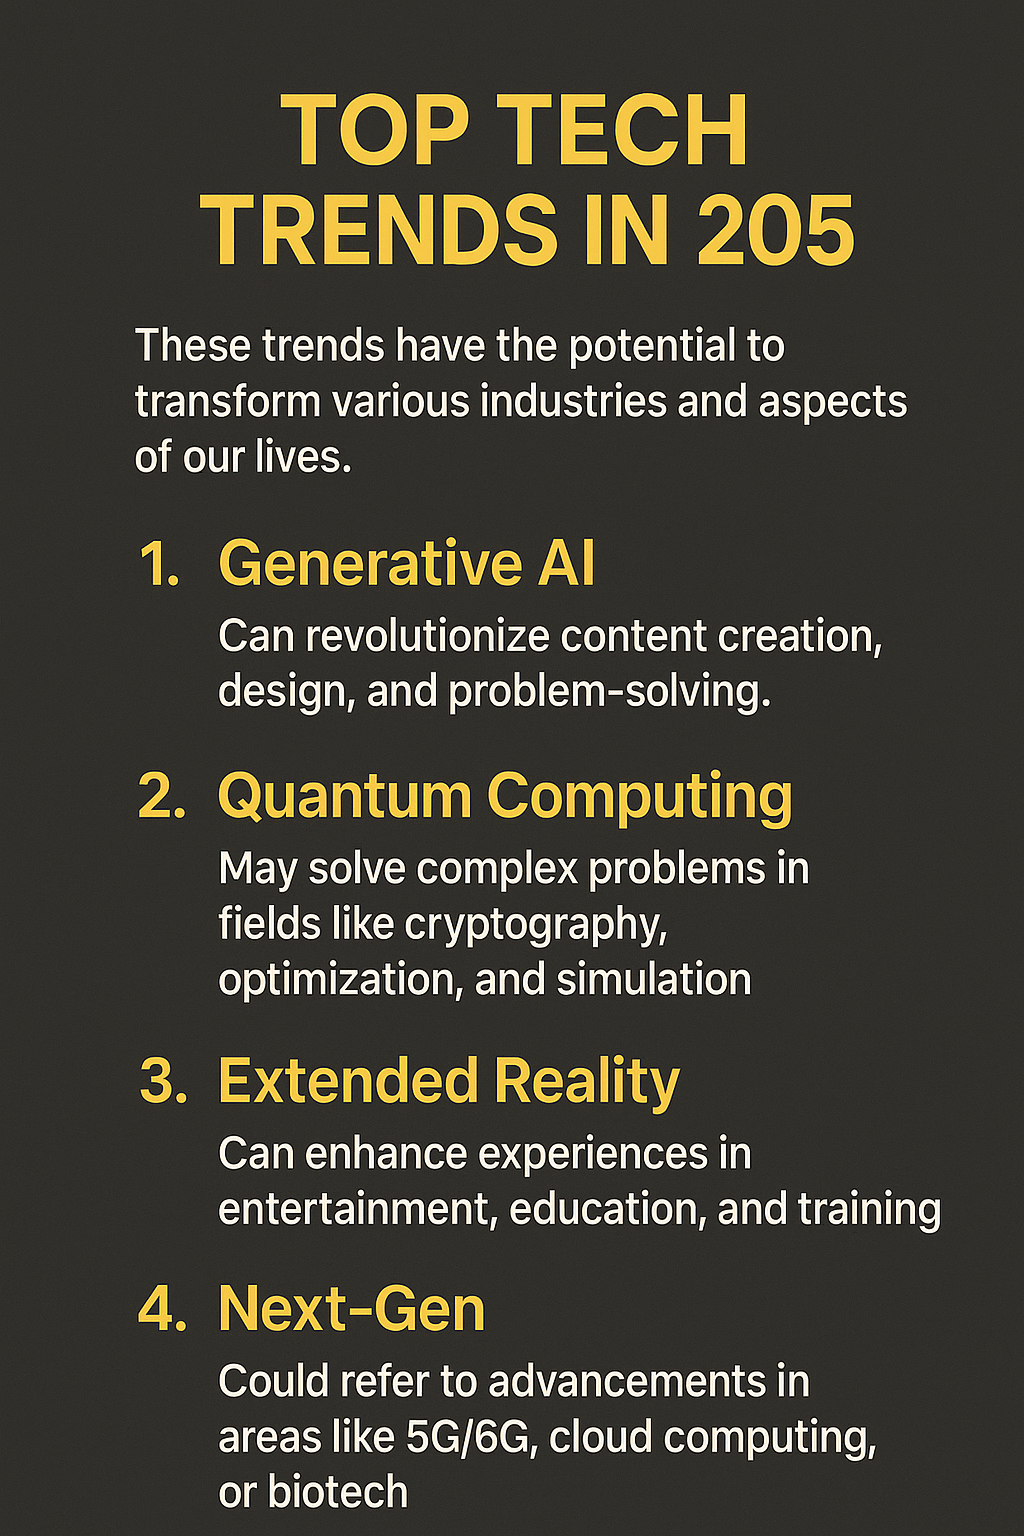 TOP TECH
TRENDS IN 205
These trends have the potential to
transform various industries and aspects
of our lives.
1. Generative AI
Can revolutionize content creation,
design, and problem-solving.
2. Quantum Computing
May solve complex problems in
fields like cryptography,
optimization, and simulation
3. Extended Reality
Can enhance experiences in
entertainment, education, and training
4. Next-Gen
Could refer to advancements in
areas like 5G/6G, cloud computing,
or biotech